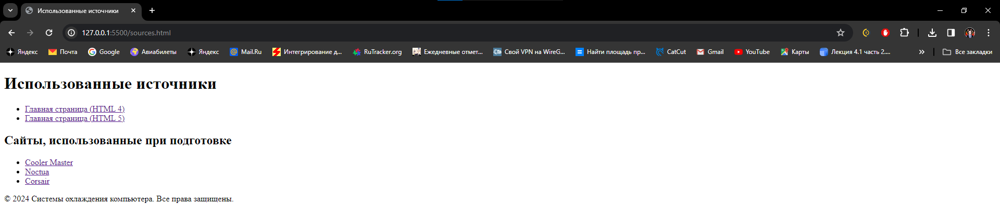 Использованные источники
127.0.0.1:5500/sources.html
Яндекс Почта Google Авиабилеты Яндекс Mail.Ru Интегрирование д... RuTracker.org Ежедневные отмет... Свой VPN на WireG... Найти площадь пр... CatCut Gmail YouTube Карты Лекция 4.1 часть 2.... Все закладки
Использованные источники
Главная страница (HTML 4)
Главная страница (HTML 5)
Сайты, использованные при подготовке
Cooler Master
Noctua
Corsair
© 2024 Системы охлаждения компьютера. Все права защищены.